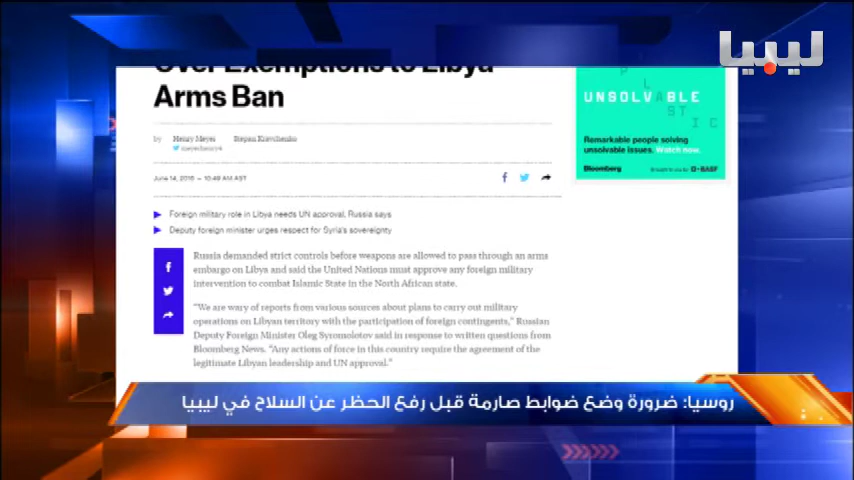 ليبيا
Over Exemptions to Libya
Arms Ban
by Henry Meyer Stepan Kravchenko
meyerhenry4
June 14, 2016 — 10:49 AM AST
Foreign military role in Libya needs UN approval, Russia says
Deputy foreign minister urges respect for Syria's sovereignty
Russia demanded strict controls before weapons are allowed to pass through an arms
embargo on Libya and said the United Nations must approve any foreign military
intervention to combat Islamic State in the North African state.
"We are wary of reports from various sources about plans to carry out military
operations on Libyan territory with the participation of foreign contingents," Russian
Deputy Foreign Minister Oleg Syromolotov said in response to written questions from
Bloomberg News. "Any actions of force in this country require the agreement of the
legitimate Libyan leadership and UN approval."
P
L
UNSOLVABLE
ST
I C
Remarkable people solving
unsolvable issues. Watch now.
Bloomberg Brought to you by BASF
روسيا: ضرورة وضع ضوابط صارمة قبل رفع الحظر عن السلاح في ليبيا